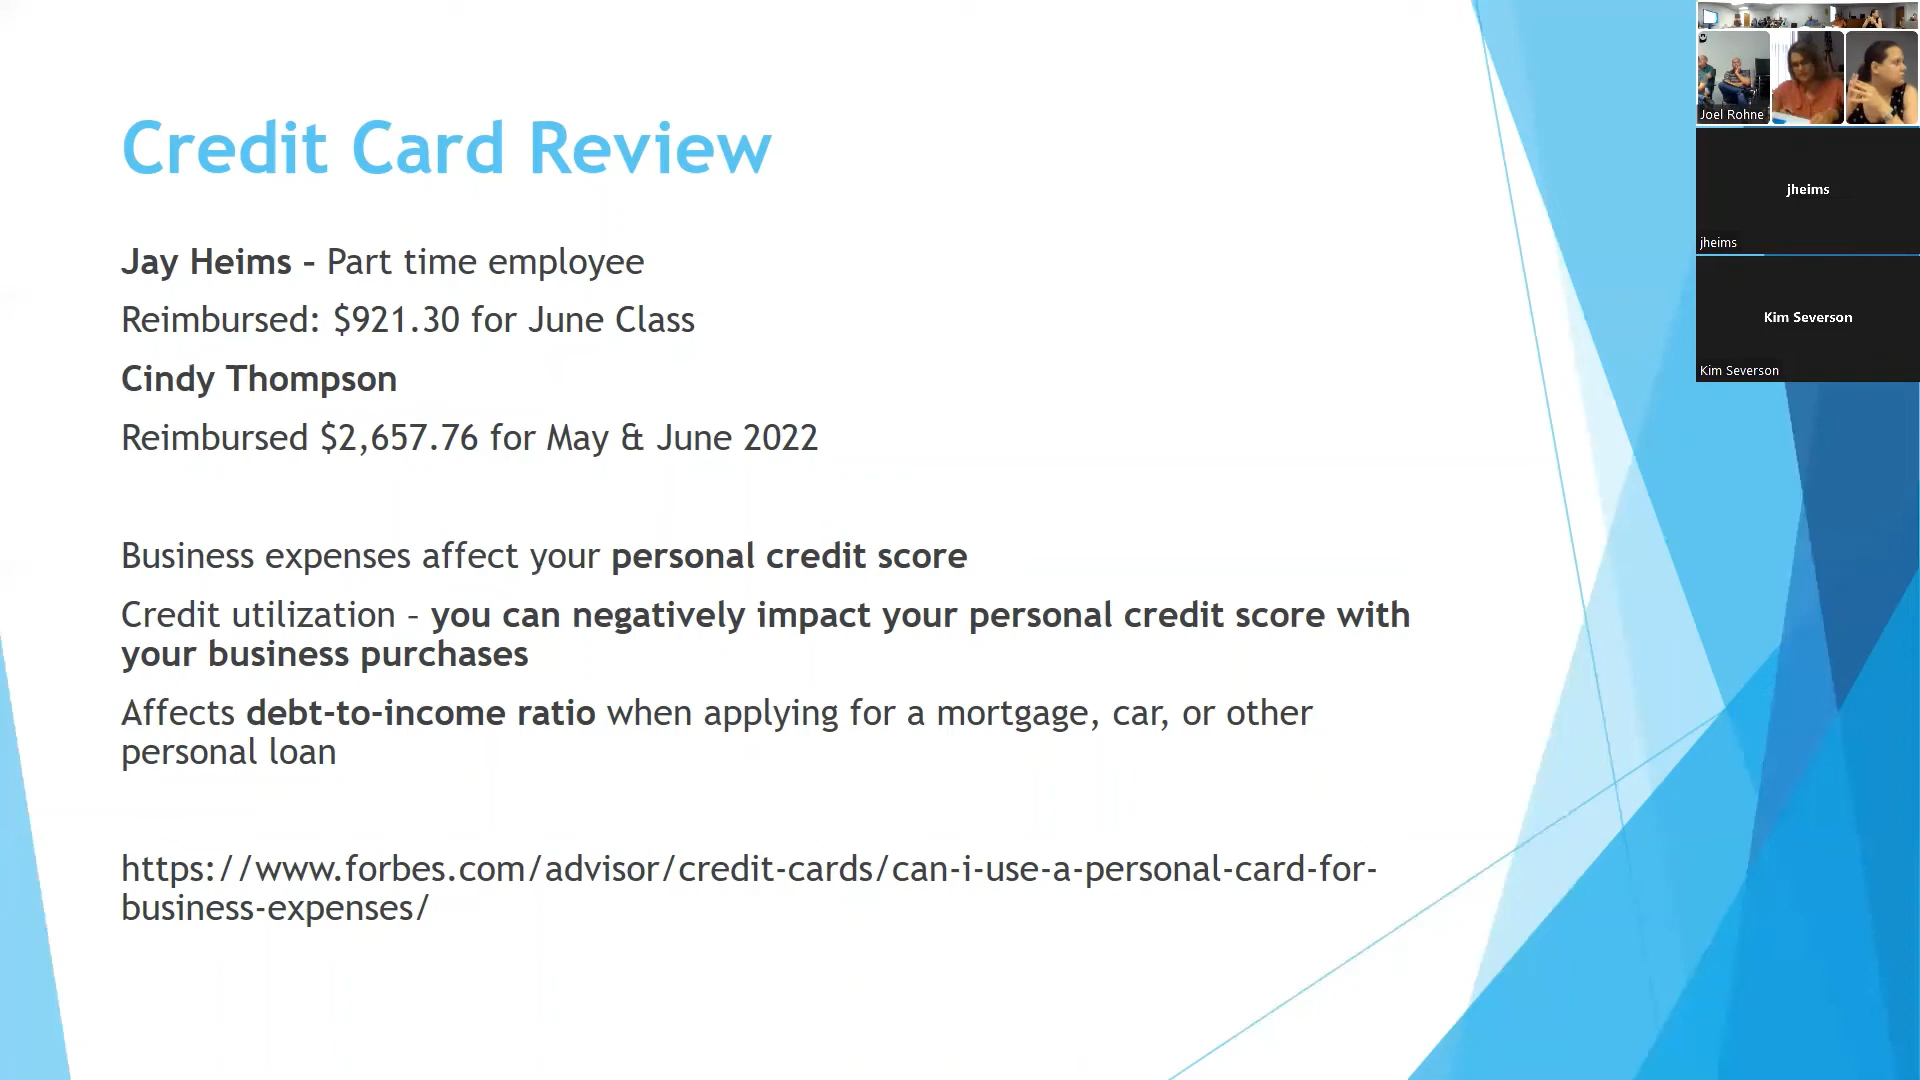 Credit Card Review
Jay Heims – Part time employee
Reimbursed: $921.30 for June Class
Cindy Thompson
Reimbursed $2,657.76 for May & June 2022
Business expenses affect your personal credit score
Credit utilization – you can negatively impact your personal credit score with
your business purchases
Affects debt-to-income ratio when applying for a mortgage, car, or other
personal loan
https://www.forbes.com/advisor/credit-cards/can-i-use-a-personal-card-for-
business-expenses/
Joel Rohne
jheims
jheims
Kim Severson
Kim Severson